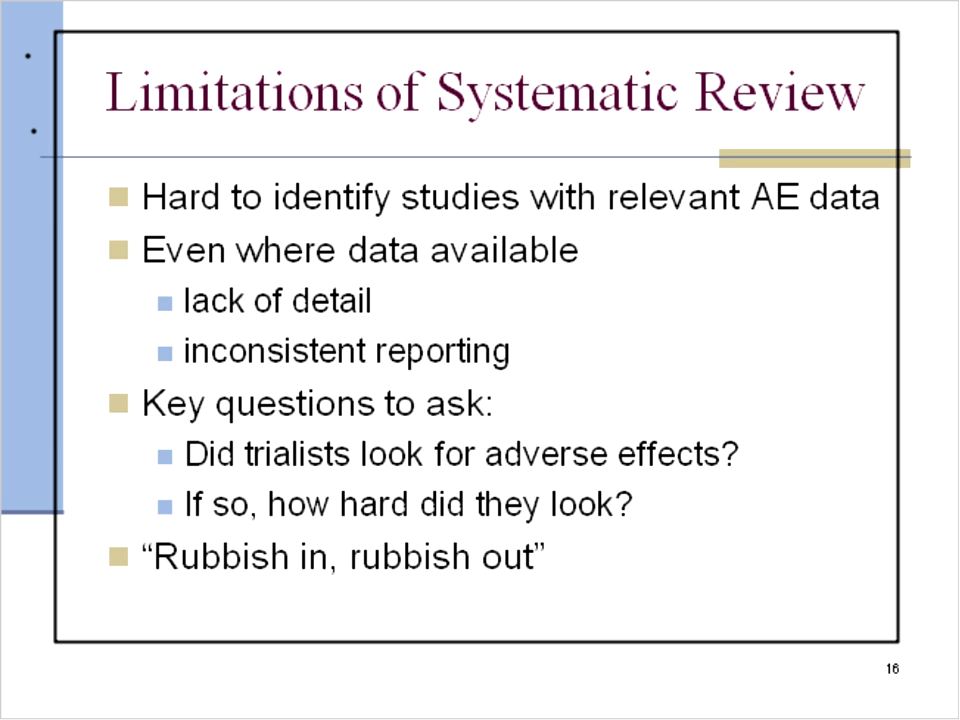 Limitations of Systematic Review
Hard to identify studies with relevant AE data
Even where data available
lack of detail
inconsistent reporting
Key questions to ask:
Did trialists look for adverse effects?
If so, how hard did they look?
“Rubbish in, rubbish out”
16